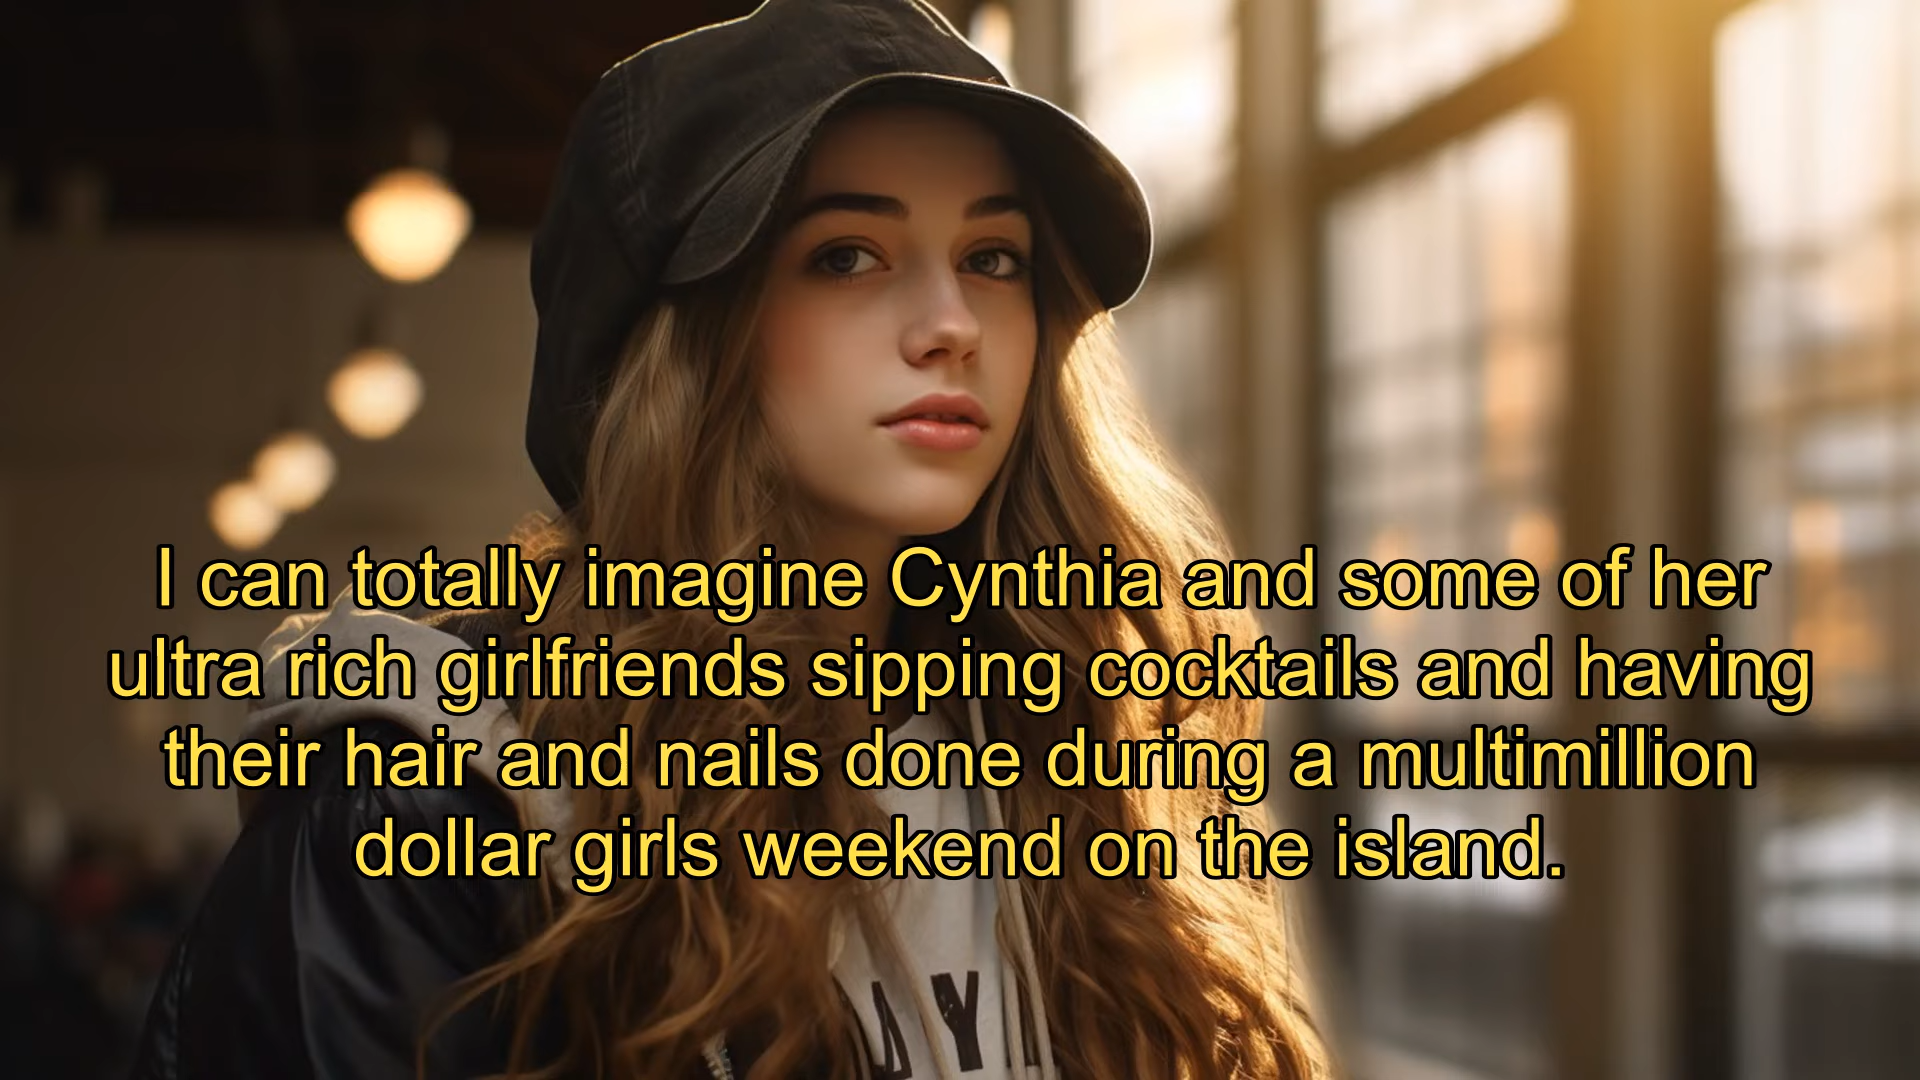 I can totally imagine Cynthia and some of her
ultra rich girlfriends sipping cocktails and having
their hair and nails done during a multimillion
dollar girls weekend on the island.